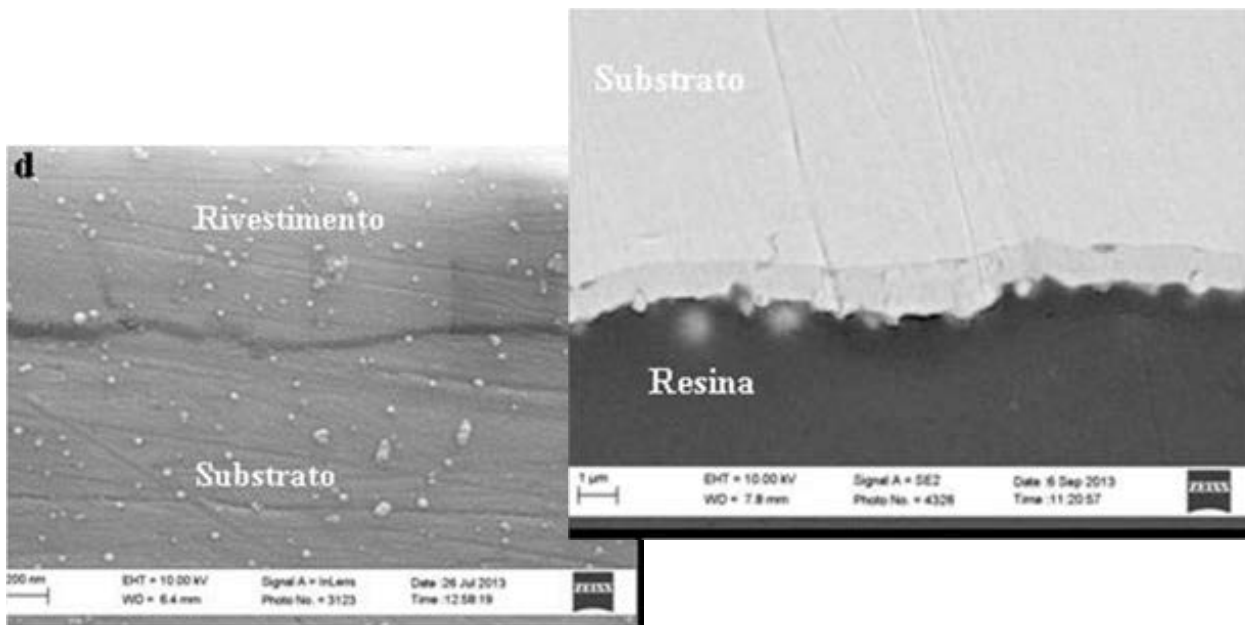 d
Rivestimento
Substrato
200 nm
EHT = 10.00 kV
WD = 6.4 mm
Signal A = InLens
Photo No. = 3123
Date :26 Jul 2013
Time :12:58:19
ZEISS
Substrato
Resina
1 µm
EHT = 10.00 kV
WD = 7.8 mm
Signal A = SE2
Photo No. = 4326
Date :6 Sep 2013
Time :11:20:57
ZEISS